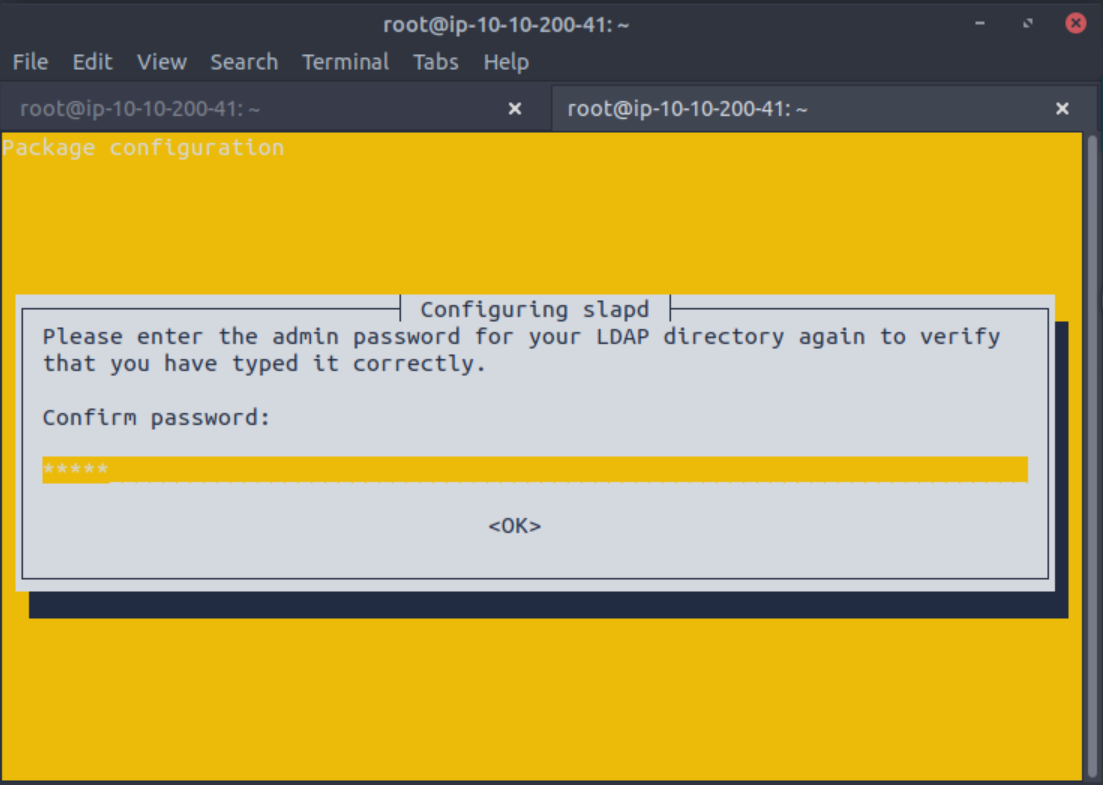 root@ip-10-10-200-41: ~
File Edit View Search Terminal Tabs Help
root@ip-10-10-200-41: ~ × root@ip-10-10-200-41: ~ ×
Package configuration
Configuring slapd
Please enter the admin password for your LDAP directory again to verify
that you have typed it correctly.
Confirm password:
*****
<OK>